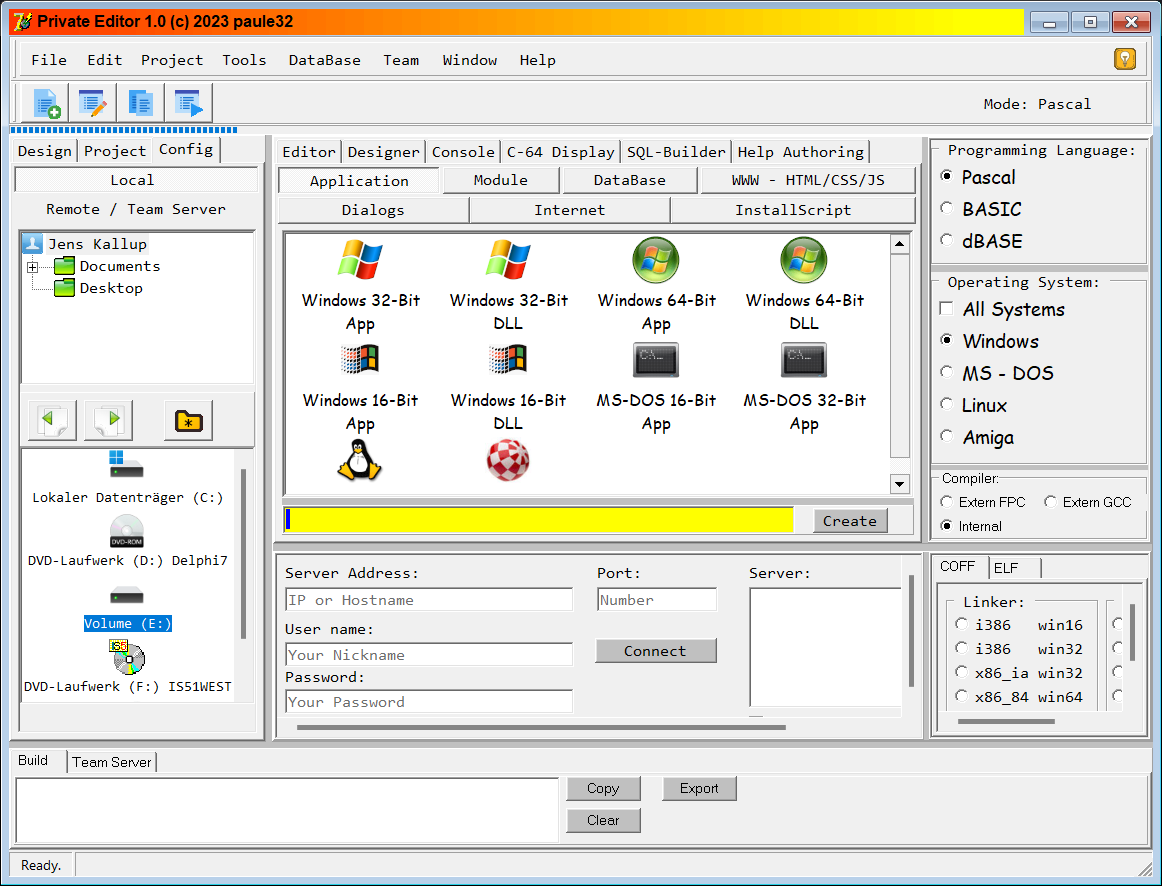 Private Editor 1.0 (c) 2023 paule32
File Edit Project Tools DataBase Team Window Help
Mode: Pascal
Design Project Config
Local
Remote / Team Server
Jens Kallup
Documents
Desktop
Lokaler Datenträger (C:)
DVD-ROM
DVD-Laufwerk (D:) Delphi7
Volume (E:)
IS5
DVD-Laufwerk (F:) IS51WEST
Editor Designer Console C-64 Display SQL-Builder Help Authoring
Application Module DataBase WWW - HTML/CSS/JS
Dialogs Internet InstallScript
Windows 32-Bit App
Windows 32-Bit DLL
Windows 64-Bit App
Windows 64-Bit DLL
C:\.. C:\..
Windows 16-Bit App
Windows 16-Bit DLL
MS-DOS 16-Bit App
MS-DOS 32-Bit App
Create
Server Address: Port: Server:
IP or Hostname Number
User name:
Your Nickname Connect
Password:
Your Password
Programming Language:
Pascal
BASIC
dBASE
Operating System:
All Systems
Windows
MS - DOS
Linux
Amiga
Compiler:
Extern FPC Extern GCC
Internal
COFF ELF
Linker:
i386 win16
i386 win32
x86_ia win32
x86_84 win64
Build Team Server
Copy Export
Clear
Ready.